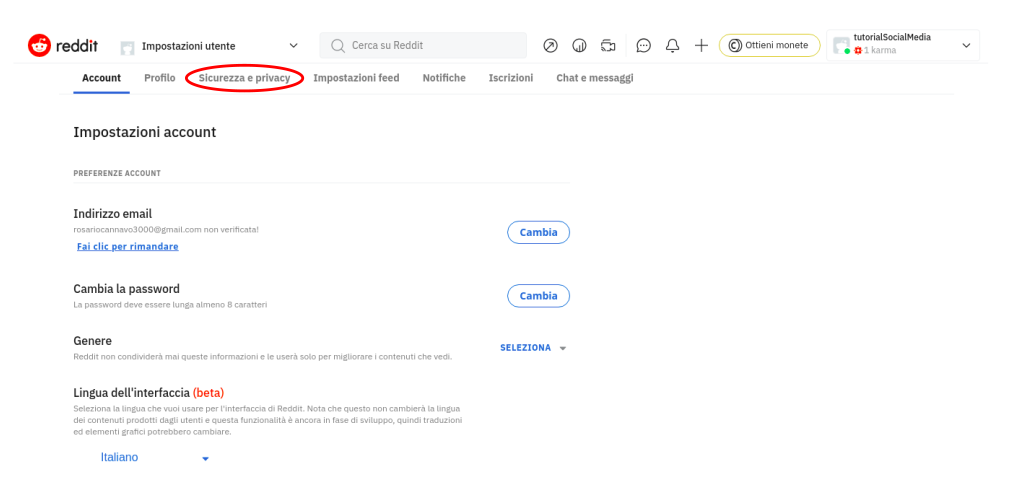 reddit
Impostazioni utente
Cerca su Reddit
Ottieni monete
tutorialSocialMedia
1 karma
Account
Profilo
Sicurezza e privacy
Impostazioni feed
Notifiche
Iscrizioni
Chat e messaggi
Impostazioni account
PREFERENZE ACCOUNT
Indirizzo email
rosariocannavo3000@gmail.com non verificata!
Cambia
Fai clic per rimandare
Cambia la password
La password deve essere lunga almeno 8 caratteri
Cambia
Genere
Reddit non condividerà mai queste informazioni e le userà solo per migliorare i contenuti che vedi.
SELEZIONA
Lingua dell'interfaccia (beta)
Seleziona la lingua che vuoi usare per l'interfaccia di Reddit. Nota che questo non cambierà la lingua
dei contenuti prodotti dagli utenti e questa funzionalità è ancora in fase di sviluppo, quindi traduzioni
ed elementi grafici potrebbero cambiare.
Italiano